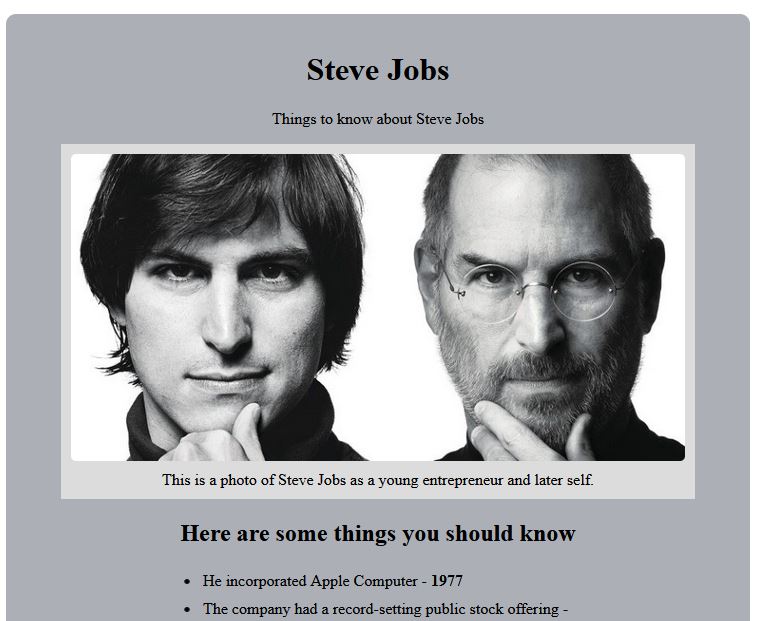 Steve Jobs
Things to know about Steve Jobs
This is a photo of Steve Jobs as a young entrepreneur and later self.
Here are some things you should know
• He incorporated Apple Computer - 1977
• The company had a record-setting public stock offering -